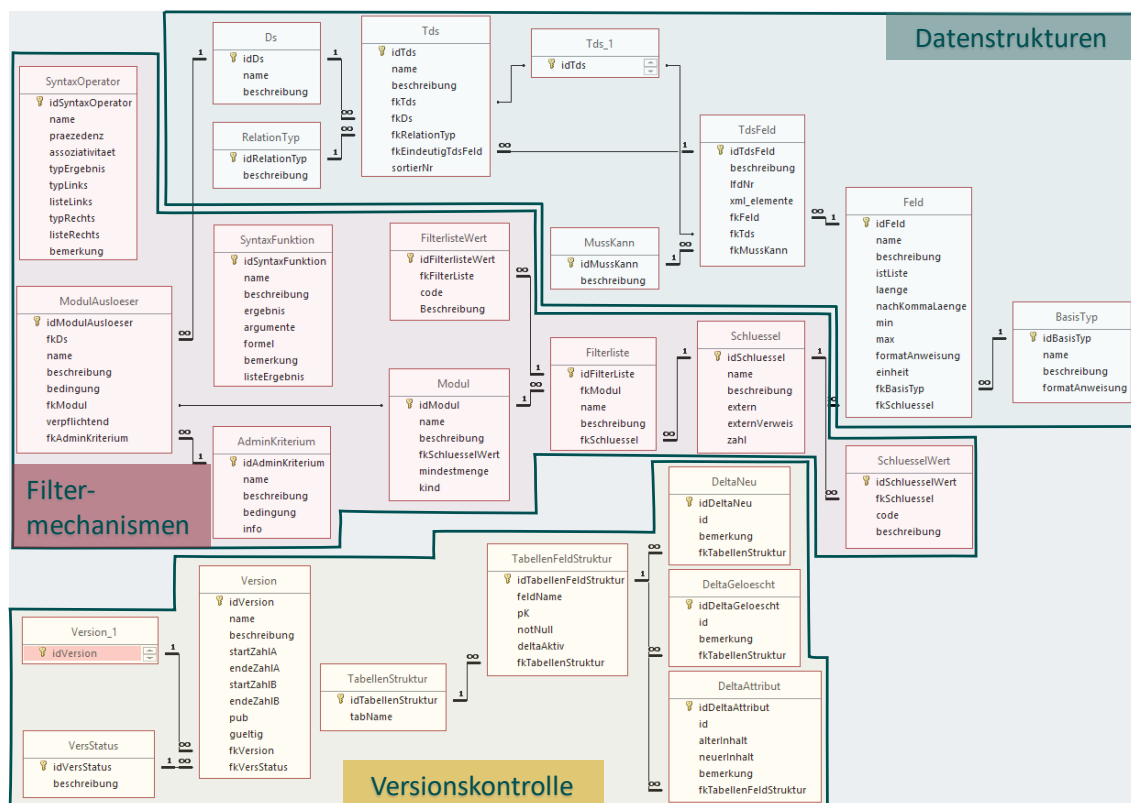 Datenstrukturen
Ds
idDs
name
beschreibung
Tds
idTds
name
beschreibung
fkTds
fkDs
fkRelationTyp
fkEindeutigTdsFeld
sortierNr
Tds_1
idTds
SyntaxOperator
idSyntaxOperator
name
praezedenz
assoziativitaet
typErgebnis
typLinks
listeLinks
typRechts
listeRechts
bemerkung
RelationTyp
idRelationTyp
beschreibung
TdsFeld
idTdsFeld
beschreibung
lfdNr
xml_elemente
fkFeld
fkTds
fkMussKann
MussKann
idMussKann
beschreibung
Feld
idFeld
name
beschreibung
istListe
laenge
nachKommaLaenge
min
max
formatAnweisung
einheit
fkBasisTyp
fkSchluessel
BasisTyp
idBasisTyp
name
beschreibung
formatAnweisung
SyntaxFunktion
idSyntaxFunktion
name
beschreibung
ergebnis
argumente
formel
bemerkung
listeErgebnis
FilterlisteWert
idFilterlisteWert
fkFilterListe
code
Beschreibung
ModulAusloeser
idModulAusloeser
fkDs
name
beschreibung
bedingung
fkModul
verpflichtend
fkAdminKriterium
Modul
idModul
name
beschreibung
fkSchluesselWert
mindestmenge
kind
Filterliste
idFilterListe
fkModul
name
beschreibung
fkSchluessel
Schluessel
idSchluessel
name
beschreibung
extern
externVerweis
zahl
AdminKriterium
idAdminKriterium
name
beschreibung
bedingung
info
SchluesselWert
idSchluesselWert
fkSchluessel
code
beschreibung
Filter-
mechanismen
DeltaNeu
idDeltaNeu
id
bemerkung
fkTabellenStruktur
TabellenFeldStruktur
idTabellenFeldStruktur
feldName
pK
notNull
deltaAktiv
fkTabellenStruktur
Version
idVersion
name
beschreibung
startZahlA
endeZahlA
startZahlB
endeZahlB
pub
gueltig
fkVersion
fkVersStatus
Version_1
idVersion
DeltaGeloescht
idDeltaGeloescht
id
bemerkung
fkTabellenStruktur
TabellenStruktur
idTabellenStruktur
tabName
DeltaAttribut
idDeltaAttribut
id
alterInhalt
neuerInhalt
bemerkung
fkTabellenFeldStruktur
VersStatus
idVersStatus
beschreibung
Versionskontrolle